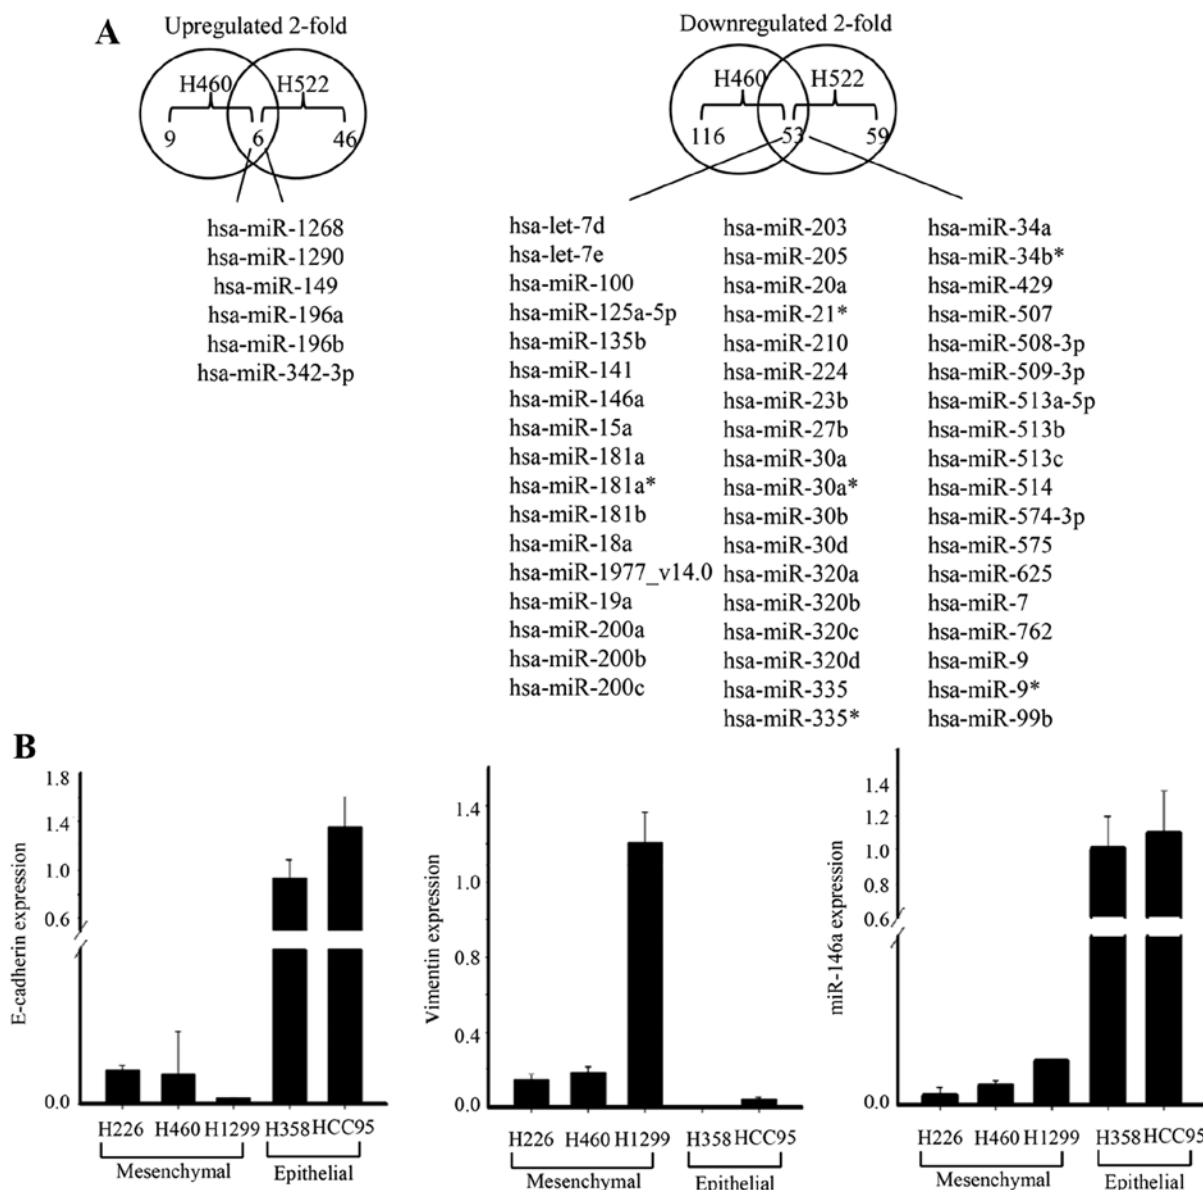 A
Upregulated 2-fold
H460
H522
9
6
46
hsa-miR-1268
hsa-miR-1290
hsa-miR-149
hsa-miR-196a
hsa-miR-196b
hsa-miR-342-3p
Downregulated 2-fold
H460
H522
116
53
59
hsa-let-7d
hsa-let-7e
hsa-miR-100
hsa-miR-125a-5p
hsa-miR-135b
hsa-miR-141
hsa-miR-146a
hsa-miR-15a
hsa-miR-181a
hsa-miR-181a*
hsa-miR-181b
hsa-miR-18a
hsa-miR-1977_v14.0
hsa-miR-19a
hsa-miR-200a
hsa-miR-200b
hsa-miR-200c
hsa-miR-203
hsa-miR-205
hsa-miR-20a
hsa-miR-21*
hsa-miR-210
hsa-miR-224
hsa-miR-23b
hsa-miR-27b
hsa-miR-30a
hsa-miR-30a*
hsa-miR-30b
hsa-miR-30d
hsa-miR-320a
hsa-miR-320b
hsa-miR-320c
hsa-miR-320d
hsa-miR-335
hsa-miR-335*
hsa-miR-34a
hsa-miR-34b*
hsa-miR-429
hsa-miR-507
hsa-miR-508-3p
hsa-miR-509-3p
hsa-miR-513a-5p
hsa-miR-513b
hsa-miR-513c
hsa-miR-514
hsa-miR-574-3p
hsa-miR-575
hsa-miR-625
hsa-miR-7
hsa-miR-762
hsa-miR-9
hsa-miR-9*
hsa-miR-99b
B
E-cadherin expression
1.8
1.4
1.0
0.6
0.0
H226 H460 H1299 H358 HCC95
Mesenchymal Epithelial
Vimentin expression
1.4
1.0
0.8
0.4
0.2
0.0
H226 H460 H1299 H358 HCC95
Mesenchymal Epithelial
miR-146a expression
1.4
1.2
1.0
0.8
0.6
0.0
H226 H460 H1299 H358 HCC95
Mesenchymal Epithelial